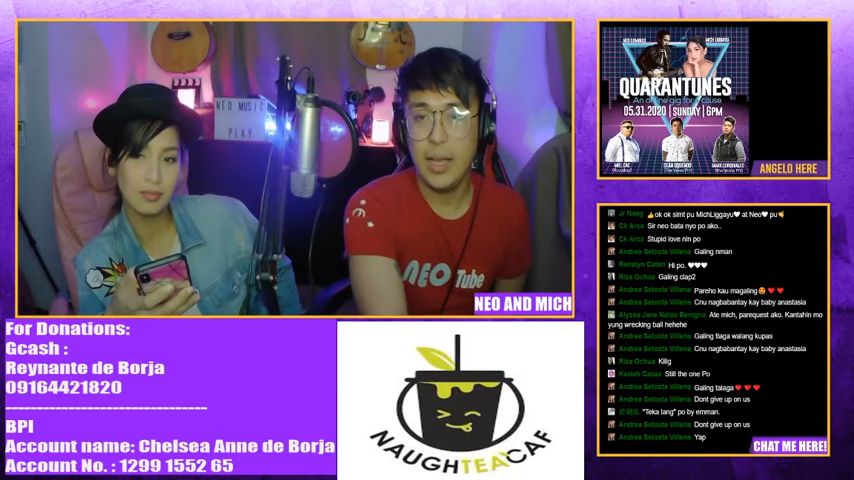 NEO MUSIC
PLAY
NEO Tube
NEO AND MICH
QUARANTUNES
An online gig for a cause
05.31.2020 | SUNDAY | 6PM
ANGELO HERE
Jr Naag 👍ok ok simt pu MichLiggayu🤍 at Neo🤍 pu
Ck Arca Sir neo bata nyo po ako..
Ck Arca Stupid love nin po
Andrea Setosta Villena Galing nman
Renalyn Catan Hi po. 🤍🤍🤍
Riza Ochua Galing clap2
Andrea Setosta Villena Pareho kau magaling😍❤️❤️
Andrea Setosta Villena Cnu nagbabantay kay baby anastasia
Alyssa Jane Nalos Benigno Ate mich, parequest ako. Kantahin mo
yung wrecking ball hehehe
Andrea Setosta Villena Galing tlaga walang kupas
Andrea Setosta Villena Cnu nagbabantay kay baby anastasia
Riza Ochua Kilig
Keziah Casas Still the one Po
Andrea Setosta Villena Galing talaga❤️❤️❤️
Andrea Setosta Villena Dont give up on us
"Teka lang" po by emman.
Andrea Setosta Villena Dont give up on us
Andrea Setosta Villena Yap
CHAT ME HERE!
For Donations:
Gcash :
Reynante de Borja
09164421820
--------------------------------
BPI
Account name: Chelsea Anne de Borja
Account No. : 1299 1552 65
NAUGHTEA'CAF